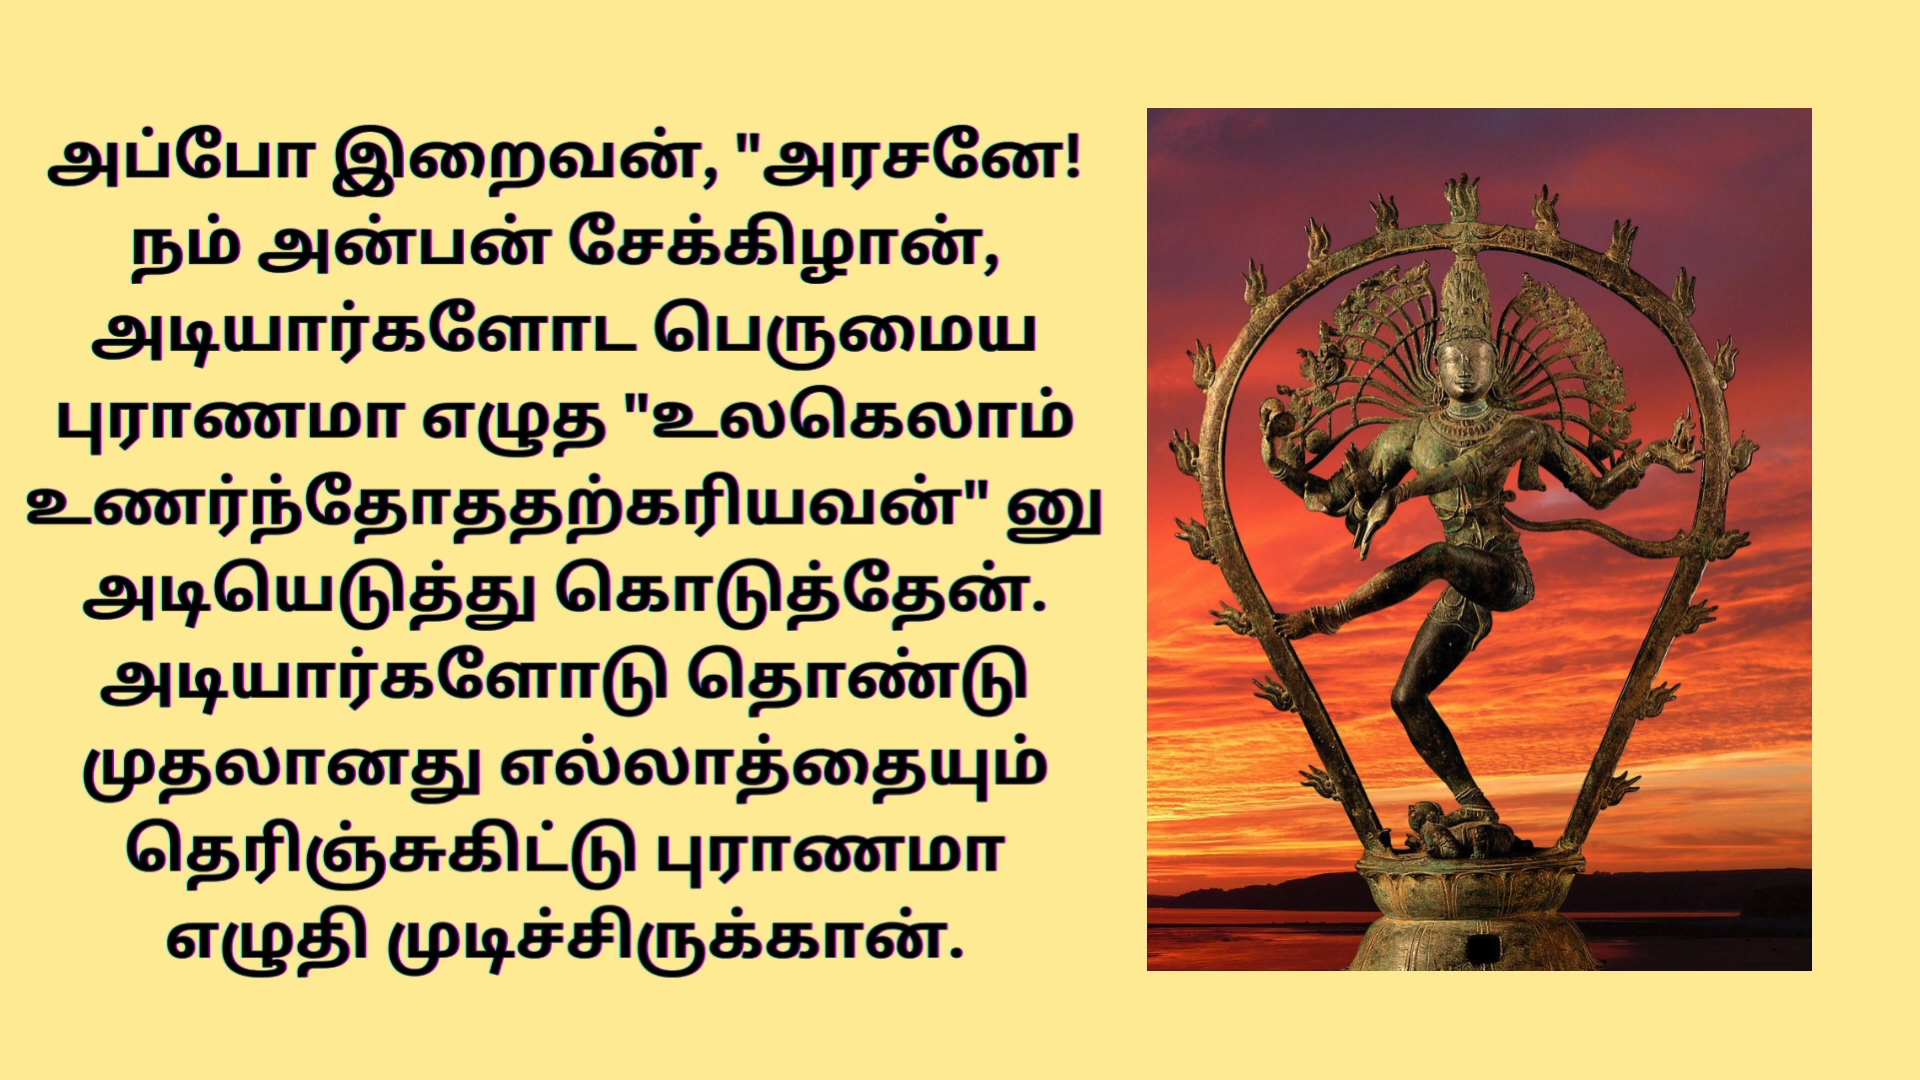 அப்போ இறைவன், "அரசனே!
நம் அன்பன் சேக்கிழான்,
அடியார்களோட பெருமைய
புராணமா எழுத "உலகெலாம்
உணர்ந்தோததற்கரியவன்" னு
அடியெடுத்து கொடுத்தேன்.
அடியார்களோடு தொண்டு
முதலானது எல்லாத்தையும்
தெரிஞ்சுகிட்டு புராணமா
எழுதி முடிச்சிருக்கான்.